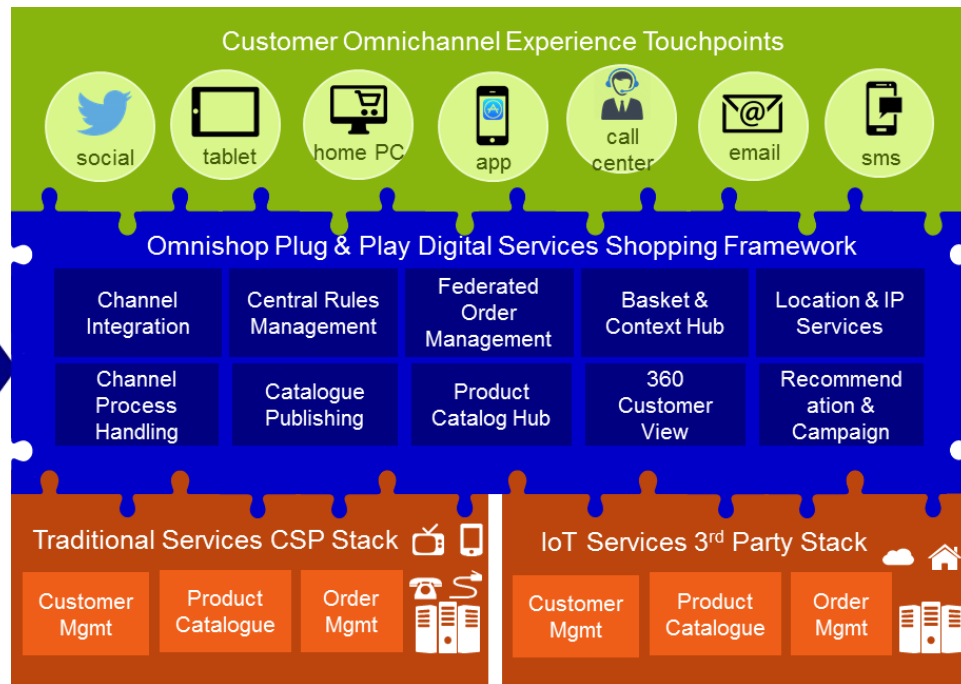 Customer Omnichannel Experience Touchpoints
social
tablet
home PC
app
call
center
@
email
sms
Omnishop Plug & Play Digital Services Shopping Framework
Channel
Integration
Central Rules
Management
Federated
Order
Management
Basket &
Context Hub
Location & IP
Services
Channel
Process
Handling
Catalogue
Publishing
Product
Catalog Hub
360
Customer
View
Recommend
ation &
Campaign
Traditional Services CSP Stack
Customer
Mgmt
Product
Catalogue
Order
Mgmt
IoT Services 3rd Party Stack
Customer
Mgmt
Product
Catalogue
Order
Mgmt